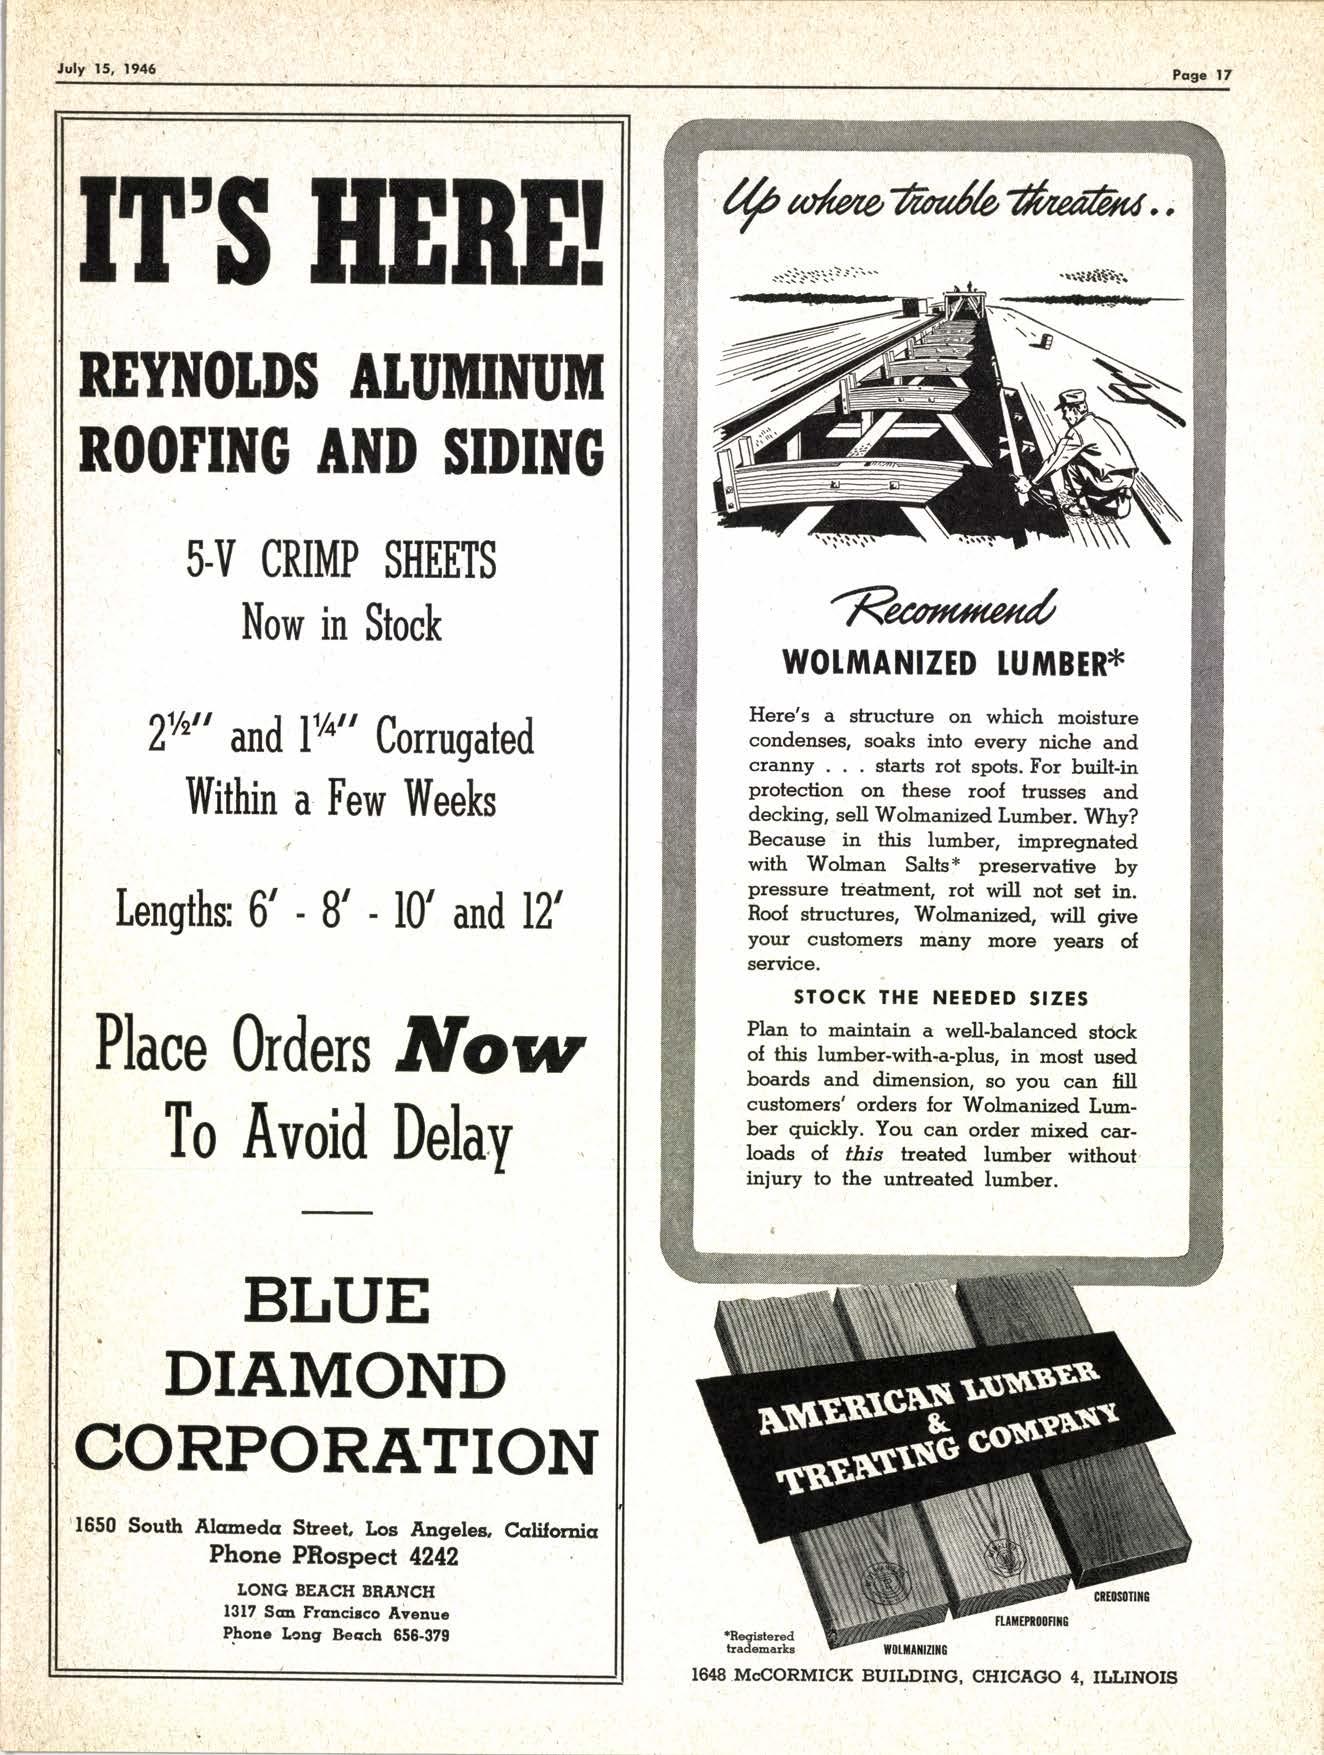 July 15, 1946
Page 17
IT'S HERE!
REYNOLDS ALUMINUM
ROOFING AND SIDING
5-V CRIMP SHEETS
Now in Stock
2½" and 1¼" Corrugated
Within a Few Weeks
Lengths: 6' - 8' - 10' and 12'
Place Orders Now
To Avoid Delay
BLUE
DIAMOND
CORPORATION
1650 South Alameda Street, Los Angeles, California
Phone PRospect 4242
LONG BEACH BRANCH
1317 San Francisco Avenue
Phone Long Beach 656-379
Up where trouble threatens..
Recommend
WOLMANIZED LUMBER*
Here's a structure on which moisture
condenses, soaks into every niche and
cranny . . . starts rot spots. For built-in
protection on these roof trusses and
decking, sell Wolmanized Lumber. Why?
Because in this lumber, impregnated
with Wolman Salts* preservative by
pressure treatment, rot will not set in.
Roof structures, Wolmanized, will give
your customers many more years of
service.
STOCK THE NEEDED SIZES
Plan to maintain a well-balanced stock
of this lumber-with-a-plus, in most used
boards and dimension, so you can fill
customers' orders for Wolmanized Lum-
ber quickly. You can order mixed car-
loads of this treated lumber without
injury to the untreated lumber.
AMERICAN LUMBER
&
TREATING COMPANY
CREOSOTING
FLAMEPROOFING
WOLMANIZING
*Registered
trademarks
1648 McCORMICK BUILDING, CHICAGO 4, ILLINOIS